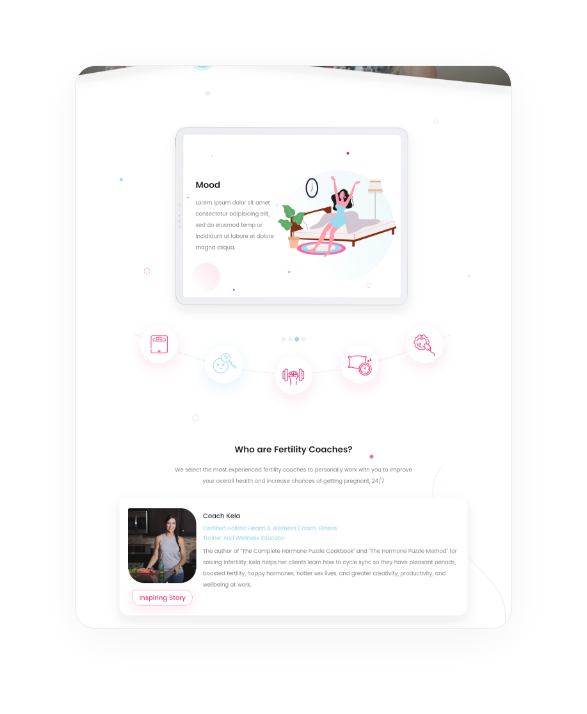 Mood
Lorem ipsum dolor sit amet
consectetur adipisicing elit,
sed do eiusmod temp or
incididunt ut labore et dolore
magna aliqua.
Who are Fertility Coaches?
We select the most experienced fertility coaches to personally work with you to improve
your overall health and increase chances of getting pregnant, 24/7
Coach Kela
Certified Holistic Health & Wellness Coach, Fitness
Trainer And Wellness Educator
The author of "The Complete Hormone Puzzle Cookbook" and "The Hormone Puzzle Method" for
solving infertility, Kela helps her clients learn how to cycle sync so they have pleasant periods,
boosted fertility, happy hormones, hotter sex lives, and greater creativity, productivity, and
wellbeing at work.
Inspiring Story